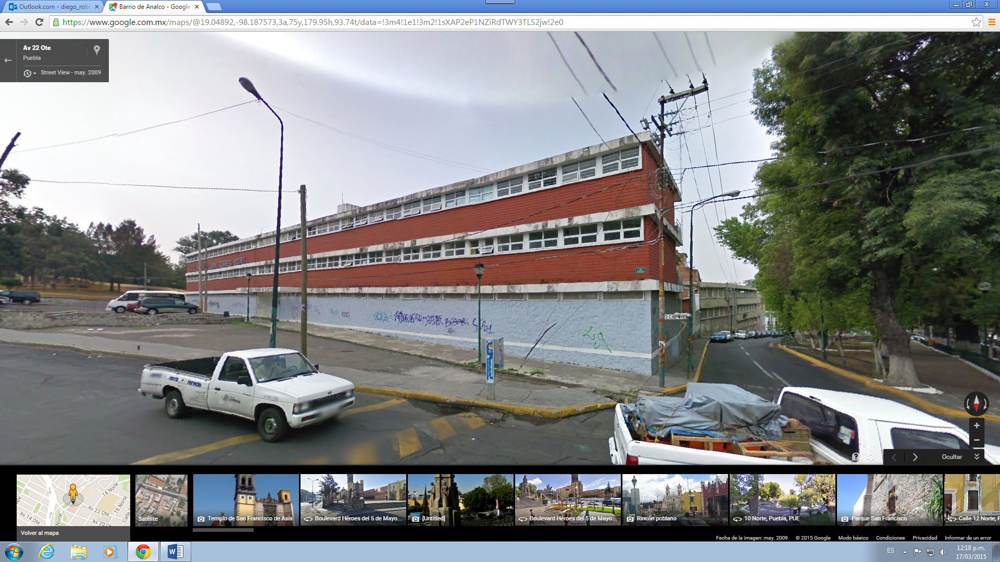 Outlook.com - diego_robl
Barrio de Analco - Google
https://www.google.com.mx/maps/@19.04892,-98.187573,3a,75y,179.95h,93.74t/data=!3m4!1e1!3m2!1sXAP2eP1NZiRdTWY3TLS2jw!2e0
Av 22 Ote
Puebla
Street View - may. 2009
TORRES BODET
22 ORIENTE
infinitum
Ocultar
14 Norte
Av 22 Ote
16 Norte
Av 14 Ote
Norte
Av 20
Calle
Volver al mapa
Satélite
Templo de San Francisco de Asis
Boulevard Héroes del 5 de Mayo...
[Untitled]
Boulevard Héroes del 5 de Mayo...
Rincón poblano
10 Norte, Puebla, PUE
Parque San Francisco
Calle 12 Norte, P
Fecha de la imagen: may. 2009
© 2015 Google
Modo básico
Condiciones
Privacidad
Informar de un error
ES
12:18 p.m.
17/03/2015